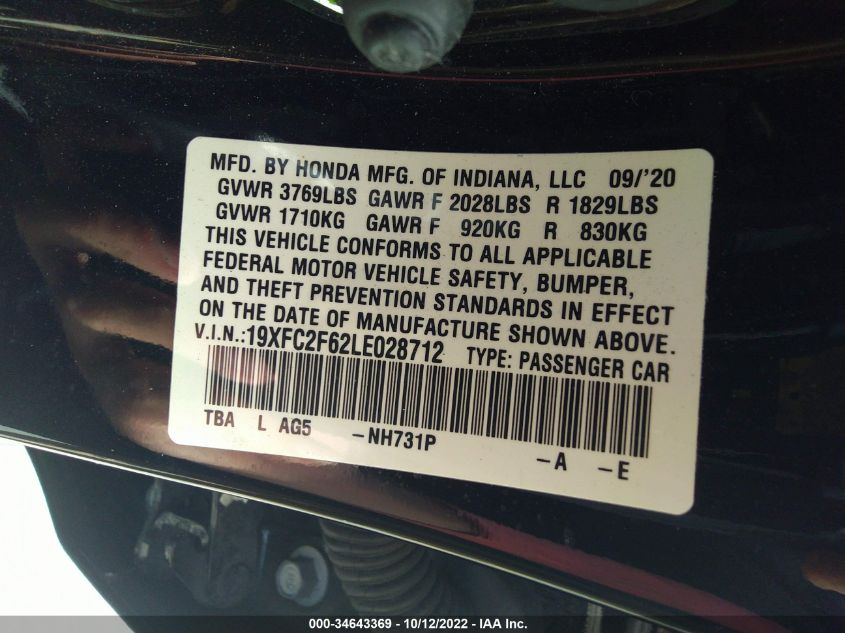 MFD. BY HONDA MFG. OF INDIANA, LLC 09/'20
GVWR 3769LBS GAWR F 2028LBS R 1829LBS
GVWR 1710KG GAWR F 920KG R 830KG
THIS VEHICLE CONFORMS TO ALL APPLICABLE
FEDERAL MOTOR VEHICLE SAFETY, BUMPER,
AND THEFT PREVENTION STANDARDS IN EFFECT
ON THE DATE OF MANUFACTURE SHOWN ABOVE.
V.I.N.:19XFC2F62LE028712 TYPE: PASSENGER CAR
TBA L AG5 -NH731P -A -E
000-34643369 - 10/12/2022 - IAA Inc.